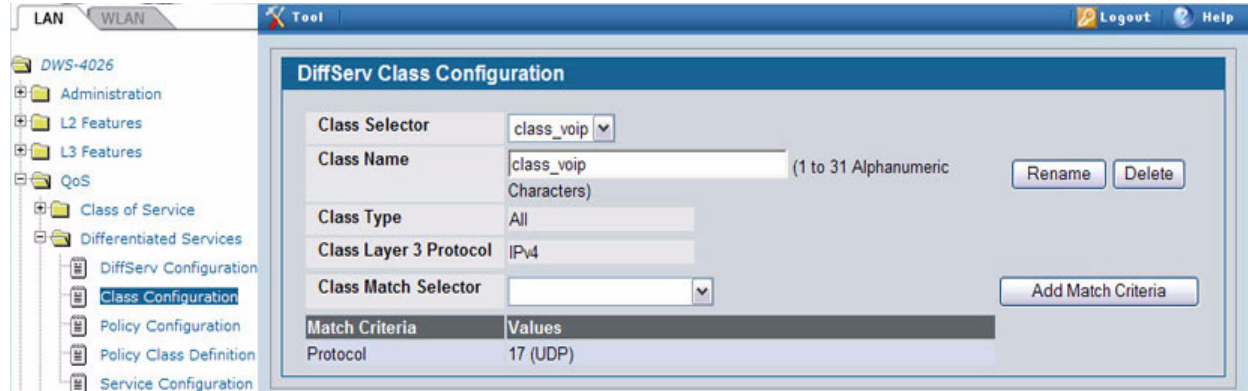 LAN WLAN Tool Logout Help
DWS-4026
Administration
L2 Features
L3 Features
QoS
Class of Service
Differentiated Services
DiffServ Configuration
Class Configuration
Policy Configuration
Policy Class Definition
Service Configuration
DiffServ Class Configuration
Class Selector class_voip
Class Name class_voip (1 to 31 Alphanumeric
Characters) Rename Delete
Class Type All
Class Layer 3 Protocol IPv4
Class Match Selector Add Match Criteria
Match Criteria Values
Protocol 17 (UDP)